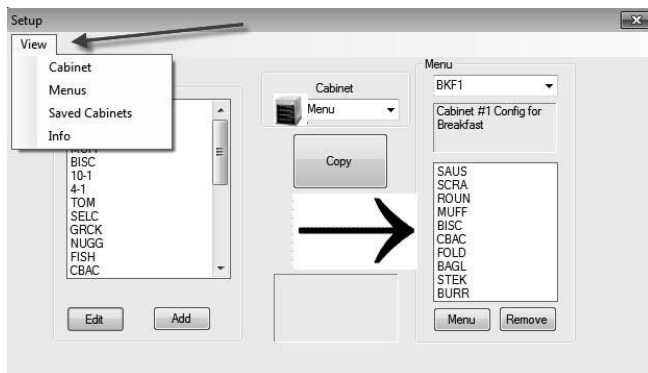 Setup
View
Cabinet
Menus
Saved Cabinets
Info
BISC
10-1
4-1
TOM
SELC
GRCK
NUGG
FISH
CBAC
Edit
Add
Cabinet
Menu
Copy
Menu
BKF1
Cabinet #1 Config for
Breakfast
SAUS
SCRA
ROUN
MUFF
BISC
CBAC
FOLD
BAGL
STEK
BURR
Menu
Remove